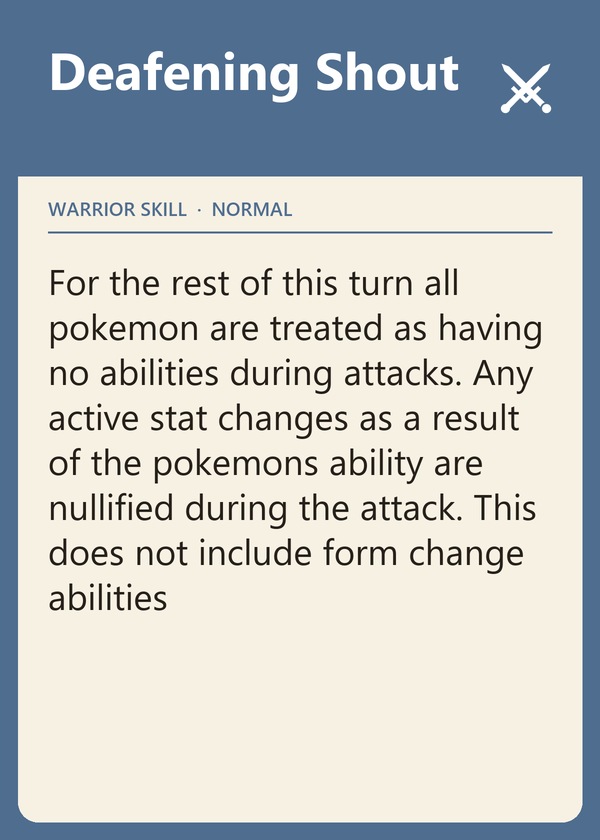 Deafening Shout
WARRIOR SKILL · NORMAL
For the rest of this turn all
pokemon are treated as having
no abilities during attacks. Any
active stat changes as a result
of the pokemons ability are
nullified during the attack. This
does not include form change
abilities